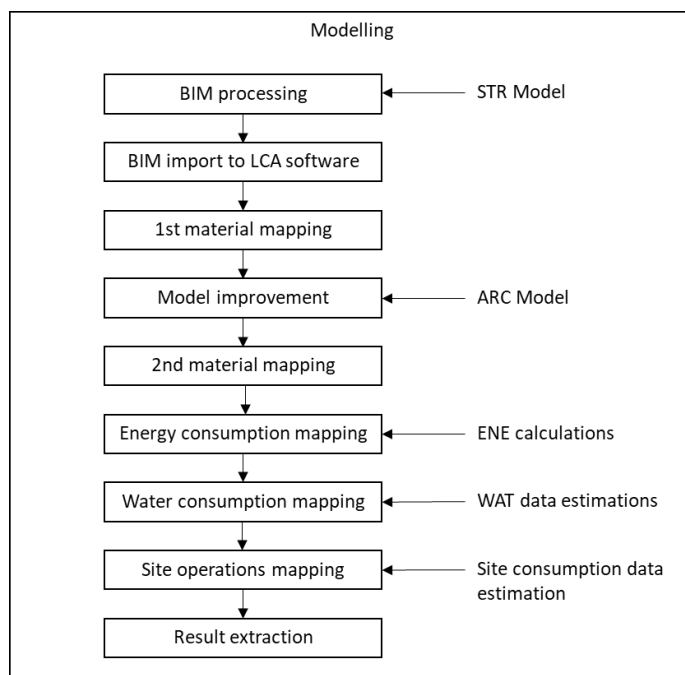 Modelling
BIM processing
STR Model
BIM import to LCA software
1st material mapping
Model improvement
ARC Model
2nd material mapping
Energy consumption mapping
ENE calculations
Water consumption mapping
WAT data estimations
Site operations mapping
Site consumption data
estimation
Result extraction